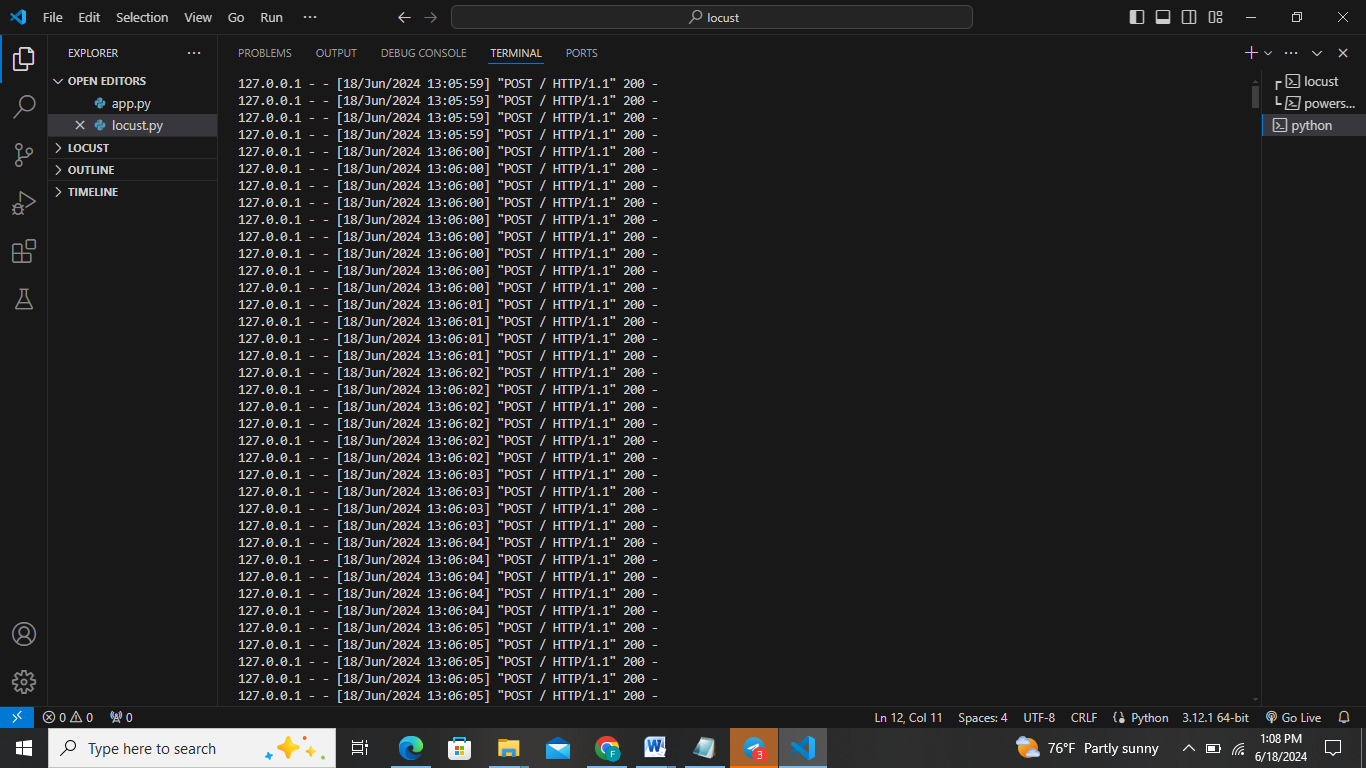 File Edit Selection View Go Run ··· locust
EXPLORER ···
OPEN EDITORS
app.py
locust.py
LOCUST
OUTLINE
TIMELINE
PROBLEMS OUTPUT DEBUG CONSOLE TERMINAL PORTS
127.0.0.1 - - [18/Jun/2024 13:05:59] "POST / HTTP/1.1" 200 -
127.0.0.1 - - [18/Jun/2024 13:05:59] "POST / HTTP/1.1" 200 -
127.0.0.1 - - [18/Jun/2024 13:05:59] "POST / HTTP/1.1" 200 -
127.0.0.1 - - [18/Jun/2024 13:05:59] "POST / HTTP/1.1" 200 -
127.0.0.1 - - [18/Jun/2024 13:06:00] "POST / HTTP/1.1" 200 -
127.0.0.1 - - [18/Jun/2024 13:06:00] "POST / HTTP/1.1" 200 -
127.0.0.1 - - [18/Jun/2024 13:06:00] "POST / HTTP/1.1" 200 -
127.0.0.1 - - [18/Jun/2024 13:06:00] "POST / HTTP/1.1" 200 -
127.0.0.1 - - [18/Jun/2024 13:06:00] "POST / HTTP/1.1" 200 -
127.0.0.1 - - [18/Jun/2024 13:06:00] "POST / HTTP/1.1" 200 -
127.0.0.1 - - [18/Jun/2024 13:06:00] "POST / HTTP/1.1" 200 -
127.0.0.1 - - [18/Jun/2024 13:06:00] "POST / HTTP/1.1" 200 -
127.0.0.1 - - [18/Jun/2024 13:06:00] "POST / HTTP/1.1" 200 -
127.0.0.1 - - [18/Jun/2024 13:06:01] "POST / HTTP/1.1" 200 -
127.0.0.1 - - [18/Jun/2024 13:06:01] "POST / HTTP/1.1" 200 -
127.0.0.1 - - [18/Jun/2024 13:06:01] "POST / HTTP/1.1" 200 -
127.0.0.1 - - [18/Jun/2024 13:06:01] "POST / HTTP/1.1" 200 -
127.0.0.1 - - [18/Jun/2024 13:06:02] "POST / HTTP/1.1" 200 -
127.0.0.1 - - [18/Jun/2024 13:06:02] "POST / HTTP/1.1" 200 -
127.0.0.1 - - [18/Jun/2024 13:06:02] "POST / HTTP/1.1" 200 -
127.0.0.1 - - [18/Jun/2024 13:06:02] "POST / HTTP/1.1" 200 -
127.0.0.1 - - [18/Jun/2024 13:06:02] "POST / HTTP/1.1" 200 -
127.0.0.1 - - [18/Jun/2024 13:06:02] "POST / HTTP/1.1" 200 -
127.0.0.1 - - [18/Jun/2024 13:06:03] "POST / HTTP/1.1" 200 -
127.0.0.1 - - [18/Jun/2024 13:06:03] "POST / HTTP/1.1" 200 -
127.0.0.1 - - [18/Jun/2024 13:06:03] "POST / HTTP/1.1" 200 -
127.0.0.1 - - [18/Jun/2024 13:06:03] "POST / HTTP/1.1" 200 -
127.0.0.1 - - [18/Jun/2024 13:06:04] "POST / HTTP/1.1" 200 -
127.0.0.1 - - [18/Jun/2024 13:06:04] "POST / HTTP/1.1" 200 -
127.0.0.1 - - [18/Jun/2024 13:06:04] "POST / HTTP/1.1" 200 -
127.0.0.1 - - [18/Jun/2024 13:06:04] "POST / HTTP/1.1" 200 -
127.0.0.1 - - [18/Jun/2024 13:06:04] "POST / HTTP/1.1" 200 -
127.0.0.1 - - [18/Jun/2024 13:06:05] "POST / HTTP/1.1" 200 -
127.0.0.1 - - [18/Jun/2024 13:06:05] "POST / HTTP/1.1" 200 -
127.0.0.1 - - [18/Jun/2024 13:06:05] "POST / HTTP/1.1" 200 -
127.0.0.1 - - [18/Jun/2024 13:06:05] "POST / HTTP/1.1" 200 -
127.0.0.1 - - [18/Jun/2024 13:06:05] "POST / HTTP/1.1" 200 -
locust
powers...
python
0 0 0 Ln 12, Col 11 Spaces: 4 UTF-8 CRLF Python 3.12.1 64-bit Go Live
Type here to search F W 3 76°F Partly sunny
1:08 PM
6/18/2024